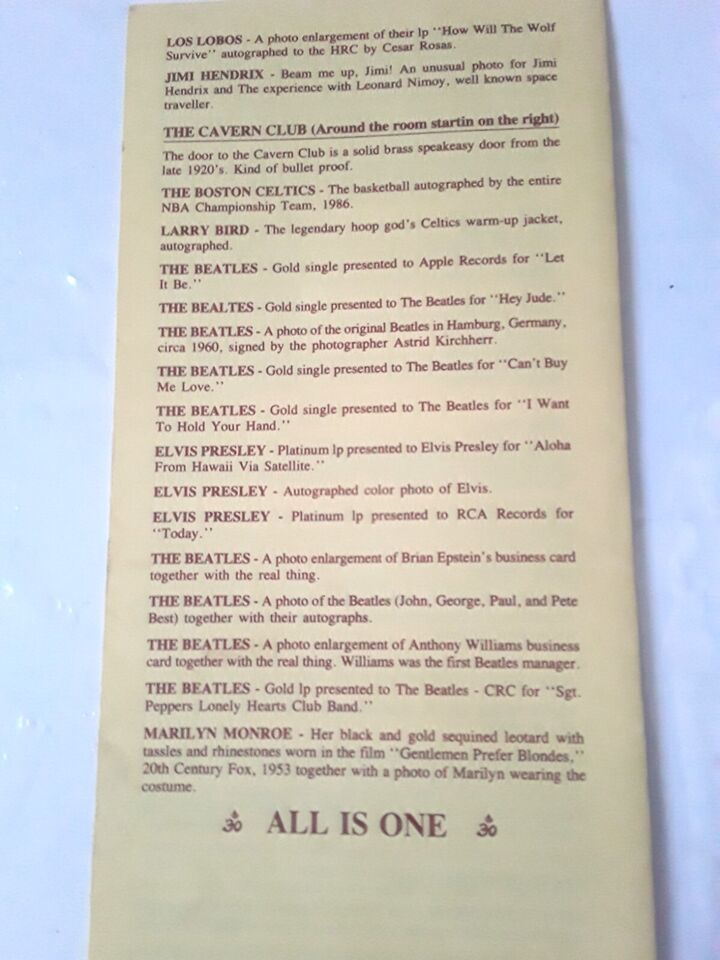 LOS LOBOS - A photo enlargement of their lp "How Will The Wolf
Survive" autographed to the HRC by Cesar Rosas.
JIMI HENDRIX - Beam me up, Jimi! An unusual photo for Jimi
Hendrix and The experience with Leonard Nimoy, well known space
traveller.
THE CAVERN CLUB (Around the room startin on the right)
The door to the Cavern Club is a solid brass speakeasy door from the
late 1920's. Kind of bullet proof.
THE BOSTON CELTICS - The basketball autographed by the entire
NBA Championship Team, 1986.
LARRY BIRD - The legendary hoop god's Celtics warm-up jacket,
autographed.
THE BEATLES - Gold single presented to Apple Records for "Let
It Be."
THE BEALTES - Gold single presented to The Beatles for "Hey Jude."
THE BEATLES - A photo of the original Beatles in Hamburg, Germany,
circa 1960, signed by the photographer Astrid Kirchherr.
THE BEATLES - Gold single presented to The Beatles for "Can't Buy
Me Love."
THE BEATLES - Gold single presented to The Beatles for "I Want
To Hold Your Hand."
ELVIS PRESLEY - Platinum lp presented to Elvis Presley for "Aloha
From Hawaii Via Satellite."
ELVIS PRESLEY - Autographed color photo of Elvis.
ELVIS PRESLEY - Platinum lp presented to RCA Records for
"Today."
THE BEATLES - A photo enlargement of Brian Epstein's business card
together with the real thing.
THE BEATLES - A photo of the Beatles (John, George, Paul, and Pete
Best) together with their autographs.
THE BEATLES - A photo enlargement of Anthony Williams business
card together with the real thing. Williams was the first Beatles manager.
THE BEATLES - Gold lp presented to The Beatles - CRC for "Sgt.
Peppers Lonely Hearts Club Band."
MARILYN MONROE - Her black and gold sequined leotard with
tassles and rhinestones worn in the film "Gentlemen Prefer Blondes,"
20th Century Fox, 1953 together with a photo of Marilyn wearing the
costume.
ॐ ALL IS ONE ॐ